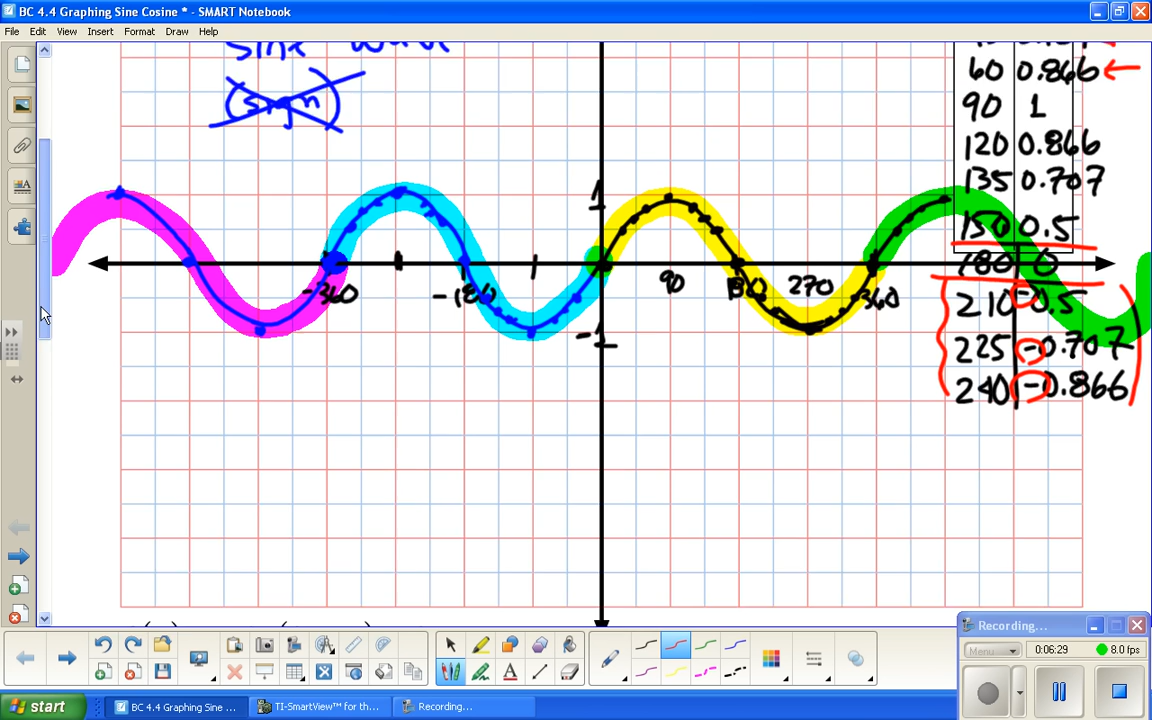 BC 4.4 Graphing Sine Cosine * - SMART Notebook
File Edit View Insert Format Draw Help
(sign)
60 0.866
90 1
120 0.866
135 0.707
150 0.5
180 0
210 -0.5
225 -0.707
240 -0.866
1
-360 -180 90 180 270 360
-1
Recording...
Menu 0:06:29 8.0 fps
start BC 4.4 Graphing Sine ... TI-SmartView™ for th... Recording...